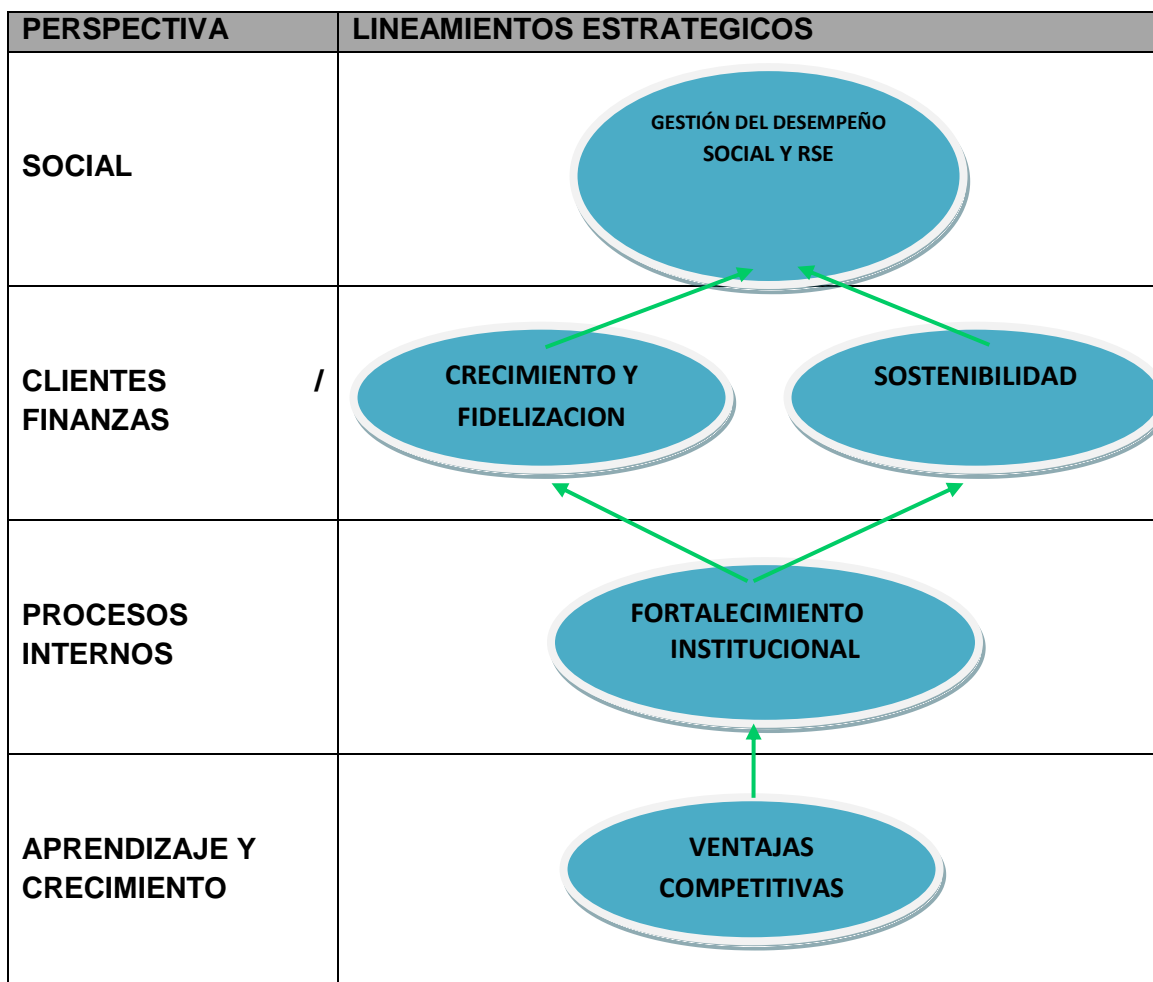 PERSPECTIVA
LINEAMIENTOS ESTRATEGICOS
SOCIAL
GESTIÓN DEL DESEMPEÑO
SOCIAL Y RSE
CLIENTES /
FINANZAS
CRECIMIENTO Y
FIDELIZACION
SOSTENIBILIDAD
PROCESOS
INTERNOS
FORTALECIMIENTO
INSTITUCIONAL
APRENDIZAJE Y
CRECIMIENTO
VENTAJAS
COMPETITIVAS